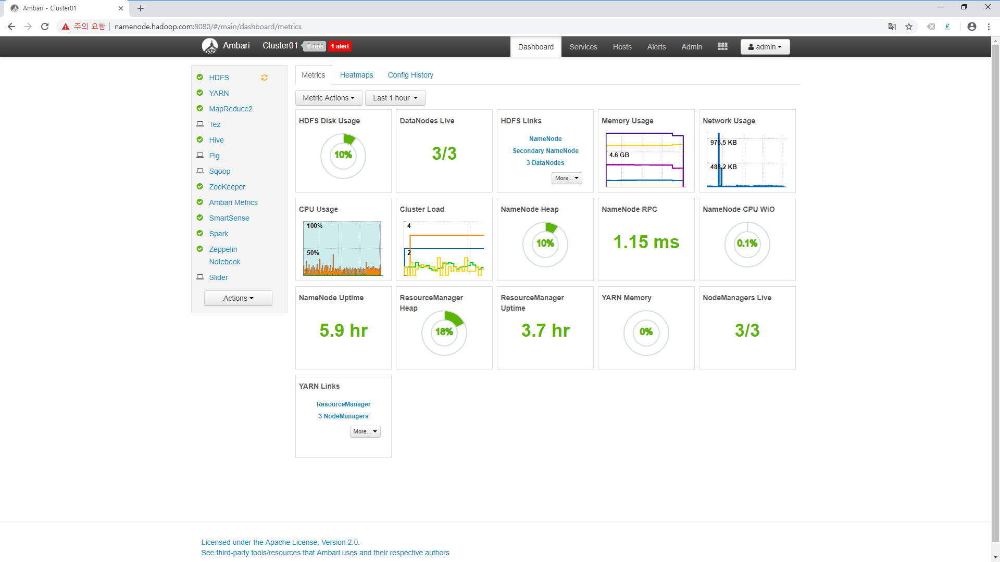 Ambari - Cluster01
주의 요함 namenode.hadoop.com:8080/#/main/dashboard/metrics
Ambari Cluster01 0 ops 1 alert Dashboard Services Hosts Alerts Admin admin
HDFS
YARN
MapReduce2
Tez
Hive
Pig
Sqoop
ZooKeeper
Ambari Metrics
SmartSense
Spark
Zeppelin
Notebook
Slider
Actions
Metrics Heatmaps Config History
Metric Actions Last 1 hour
HDFS Disk Usage
10%
DataNodes Live
3/3
HDFS Links
NameNode
Secondary NameNode
3 DataNodes
More...
Memory Usage
4.6 GB
Network Usage
976.5 KB
488.2 KB
CPU Usage
100%
50%
Cluster Load
4
2
NameNode Heap
10%
NameNode RPC
1.15 ms
NameNode CPU WIO
0.1%
NameNode Uptime
5.9 hr
ResourceManager
Heap
18%
ResourceManager
Uptime
3.7 hr
YARN Memory
0%
NodeManagers Live
3/3
YARN Links
ResourceManager
3 NodeManagers
More...
Licensed under the Apache License, Version 2.0.
See third-party tools/resources that Ambari uses and their respective authors